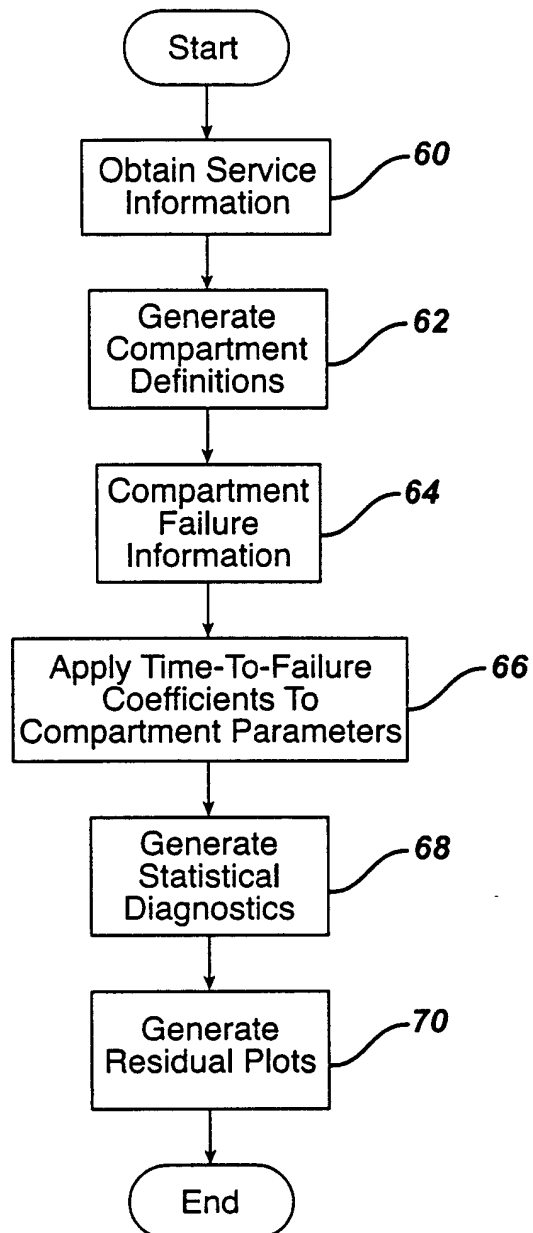 Start
Obtain Service
Information
60
Generate
Compartment
Definitions
62
Compartment
Failure
Information
64
Apply Time-To-Failure
Coefficients To
Compartment Parameters
66
Generate
Statistical
Diagnostics
68
Generate
Residual Plots
70
End